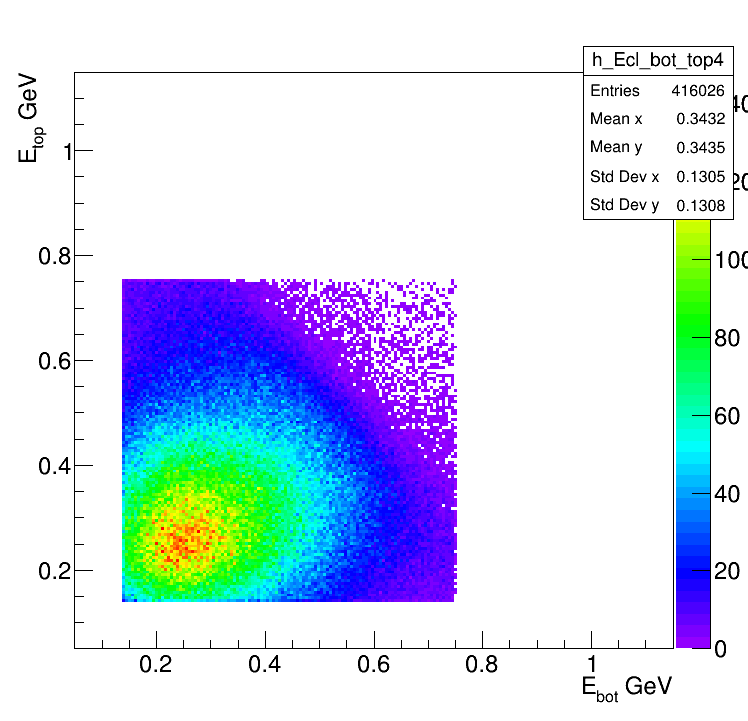 h_Ecl_bot_top4
Entries 416026
Mean x 0.3432
Mean y 0.3435
Std Dev x 0.1305
Std Dev y 0.1308
E_top GeV
1
0.8
0.6
0.4
0.2
0.2 0.4 0.6 0.8 1
E_bot GeV
100
80
60
40
20
0